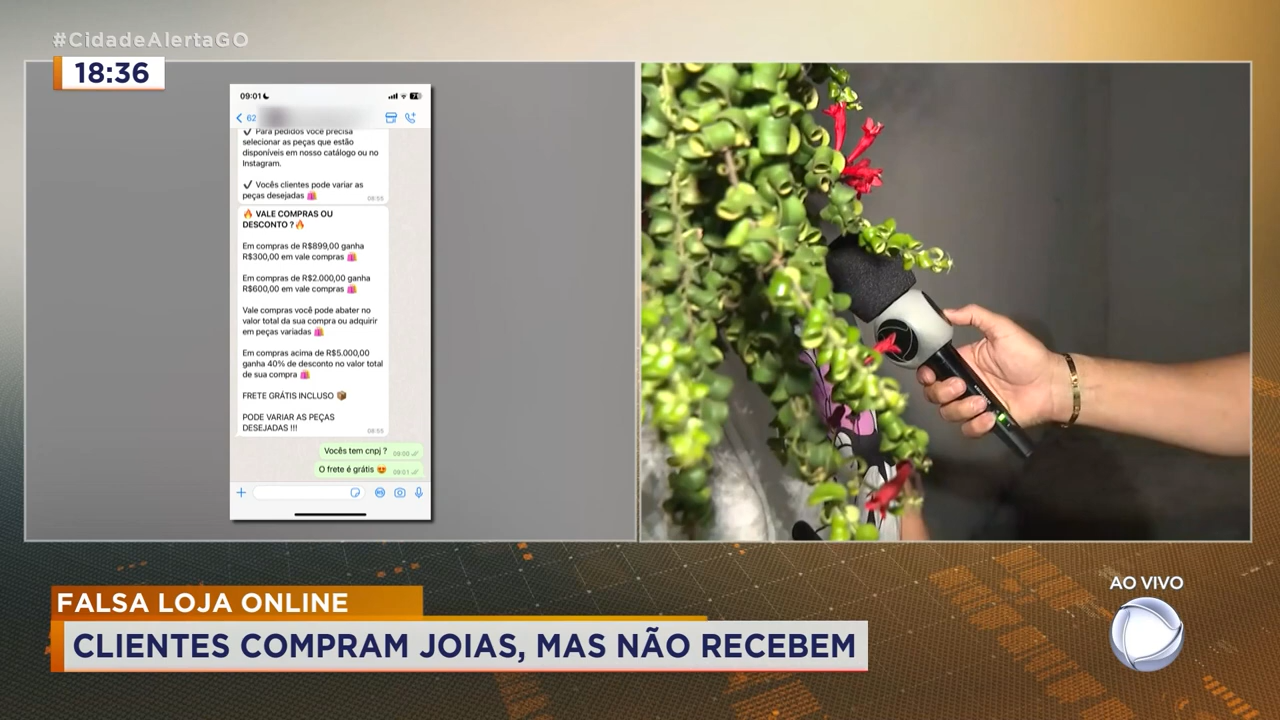 #CidadeAlertaGO
18:36
09:01
62
✓ Para pedidos você precisa
selecionar as peças que estão
disponíveis em nosso catálogo ou no
Instagram.
✓ Vocês clientes pode variar as
peças desejadas 🛍️
08:55
🔥 VALE COMPRAS OU
DESCONTO ?🔥
Em compras de R$899,00 ganha
R$300,00 em vale compras 🛍️
Em compras de R$2.000,00 ganha
R$600,00 em vale compras 🛍️
Vale compras você pode abater no
valor total da sua compra ou adquirir
em peças variadas 🛍️
Em compras acima de R$5.000,00
ganha 40% de desconto no valor total
de sua compra 🛍️
FRETE GRÁTIS INCLUSO 📦
PODE VARIAR AS PEÇAS
DESEJADAS !!!
08:55
Vocês tem cnpj ? 09:00
O frete é grátis 😍 09:01
AO VIVO
FALSA LOJA ONLINE
CLIENTES COMPRAM JOIAS, MAS NÃO RECEBEM